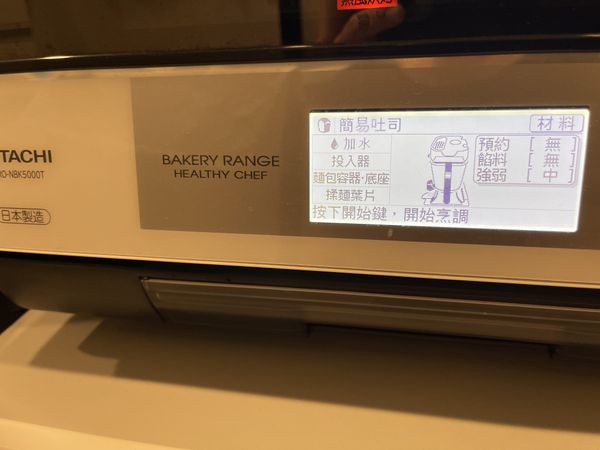 簡易吐司
材料
加水
投入器
麵包容器·底座
揉麵葉片
預約 [ 無 ]
餡料 [ 無 ]
強弱 [ 中 ]
按下開始鍵，開始烹調
BAKERY RANGE
HEALTHY CHEF
TACHI
RO-NBK5000T
日本製造